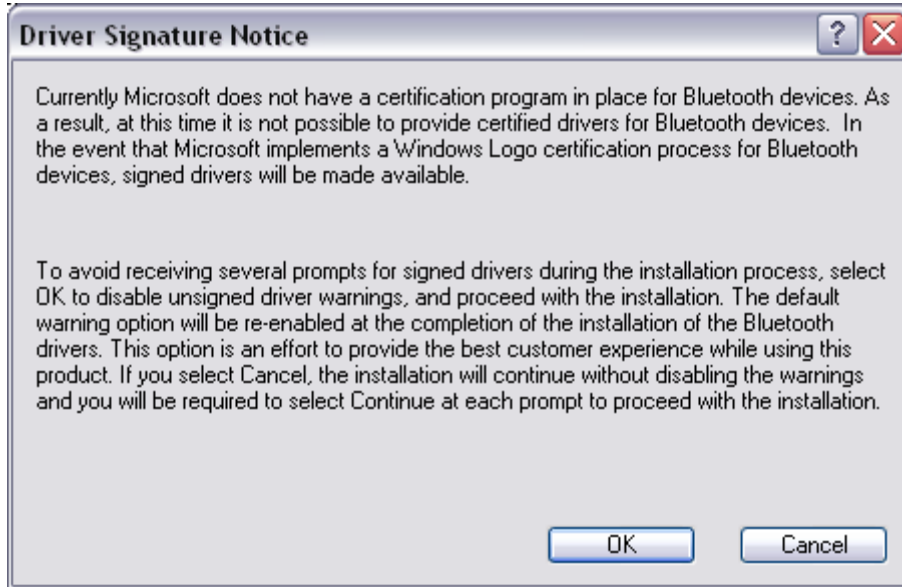 Driver Signature Notice
Currently Microsoft does not have a certification program in place for Bluetooth devices. As
a result, at this time it is not possible to provide certified drivers for Bluetooth devices.  In
the event that Microsoft implements a Windows Logo certification process for Bluetooth
devices, signed drivers will be made available.
To avoid receiving several prompts for signed drivers during the installation process, select
OK to disable unsigned driver warnings, and proceed with the installation. The default
warning option will be re-enabled at the completion of the installation of the Bluetooth
drivers. This option is an effort to provide the best customer experience while using this
product. If you select Cancel, the installation will continue without disabling the warnings
and you will be required to select Continue at each prompt to proceed with the installation.
OK Cancel